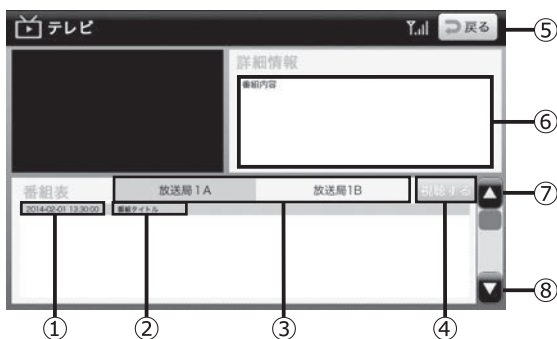 テレビ
戻る
⑤
詳細情報
番組内容
⑥
番組表
放送局1A
放送局1B
視聴する
⑦
2014-02-01 13:30:00
番組タイトル
⑧
①
②
③
④